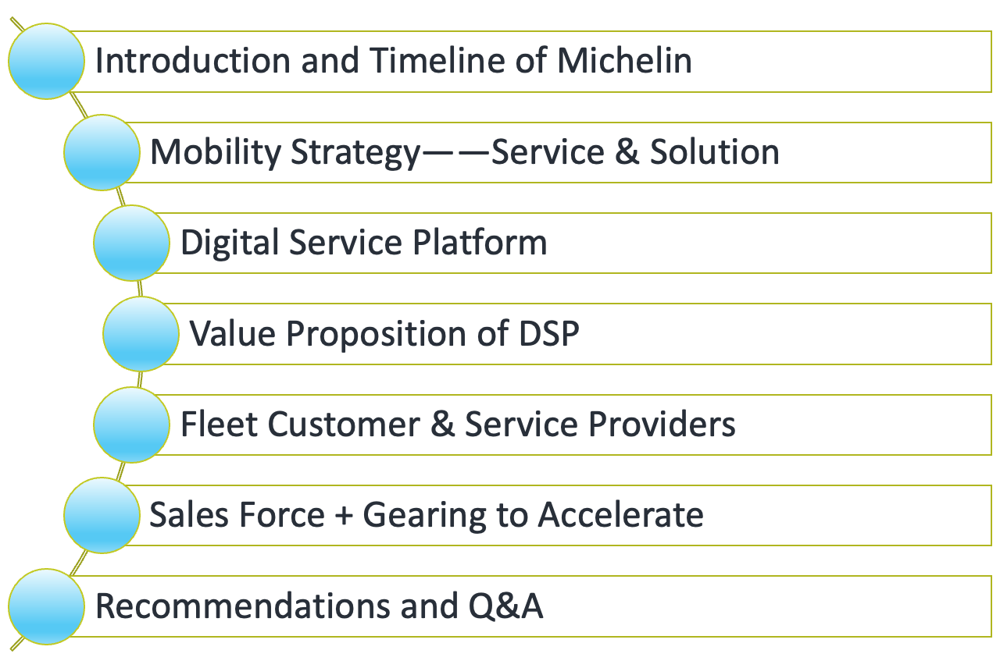 Introduction and Timeline of Michelin
Mobility Strategy——Service & Solution
Digital Service Platform
Value Proposition of DSP
Fleet Customer & Service Providers
Sales Force + Gearing to Accelerate
Recommendations and Q&A